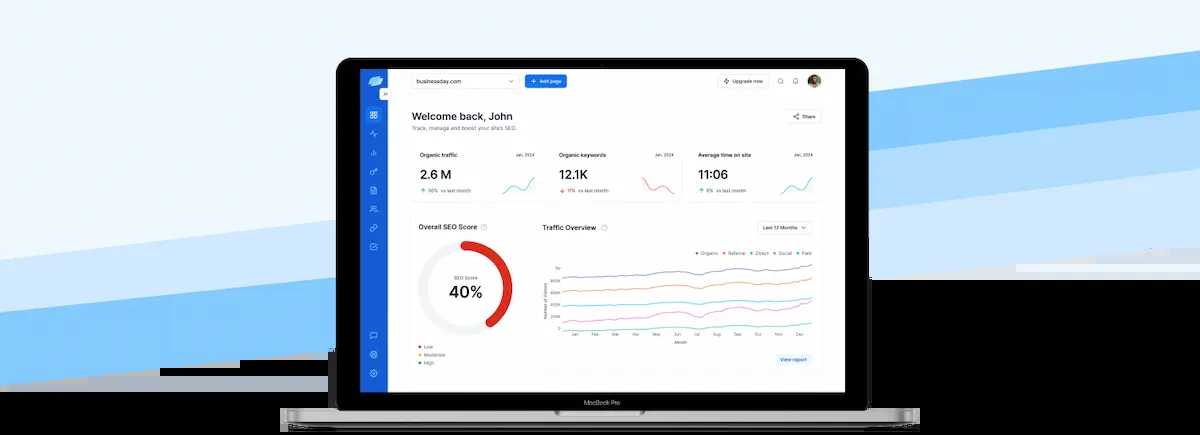 businessday.com
+ Add page
Upgrade now
Welcome back, John
Share
Track, manage and boost your site's SEO.
Organic traffic
Jan, 2024
2.6 M
30% vs last month
Organic keywords
Jan, 2024
12.1K
11% vs last month
Average time on site
Jan, 2024
11:06
8% vs last month
Overall SEO Score
SEO Score
40%
Low
Moderate
High
Traffic Overview
Last 12 Months
Organic
Referral
Direct
Social
Paid
Number of Visitors
1M
800K
600K
400K
200K
0
Jan
Feb
Mar
Apr
May
Jun
Jul
Aug
Sep
Oct
Nov
Dec
Month
View report
MacBook Pro